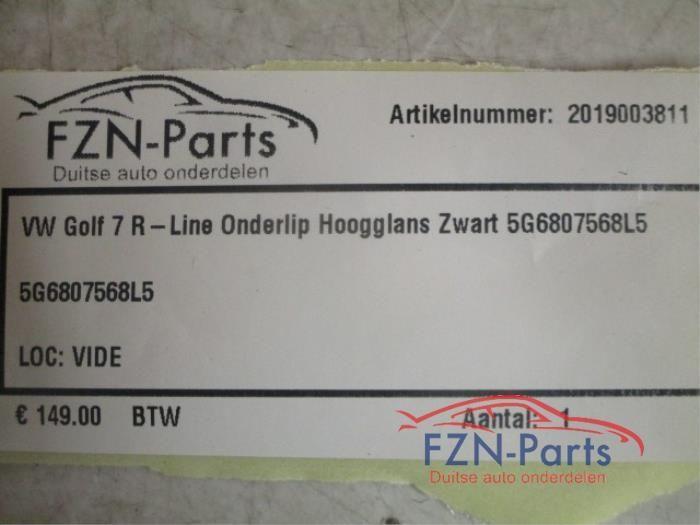 FZN-Parts
Duitse auto onderdelen
Artikelnummer: 2019003811
VW Golf 7 R-Line Onderlip Hoogglans Zwart 5G6807568L5
5G6807568L5
LOC: VIDE
€ 149.00 BTW
Aantal: 1
FZN-Parts
Duitse auto onderdelen